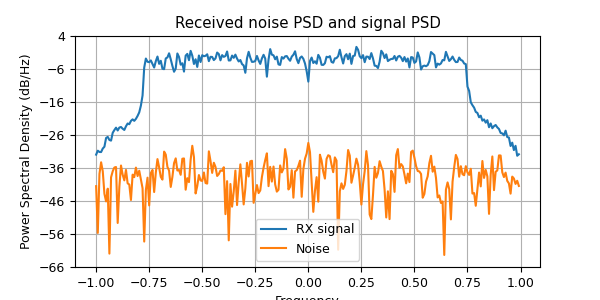 Received noise PSD and signal PSD
Power Spectral Density (dB/Hz)
4
−6
−16
−26
−36
−46
−56
−66
RX signal
Noise
−1.00 −0.75 −0.50 −0.25 0.00 0.25 0.50 0.75 1.00
Frequency